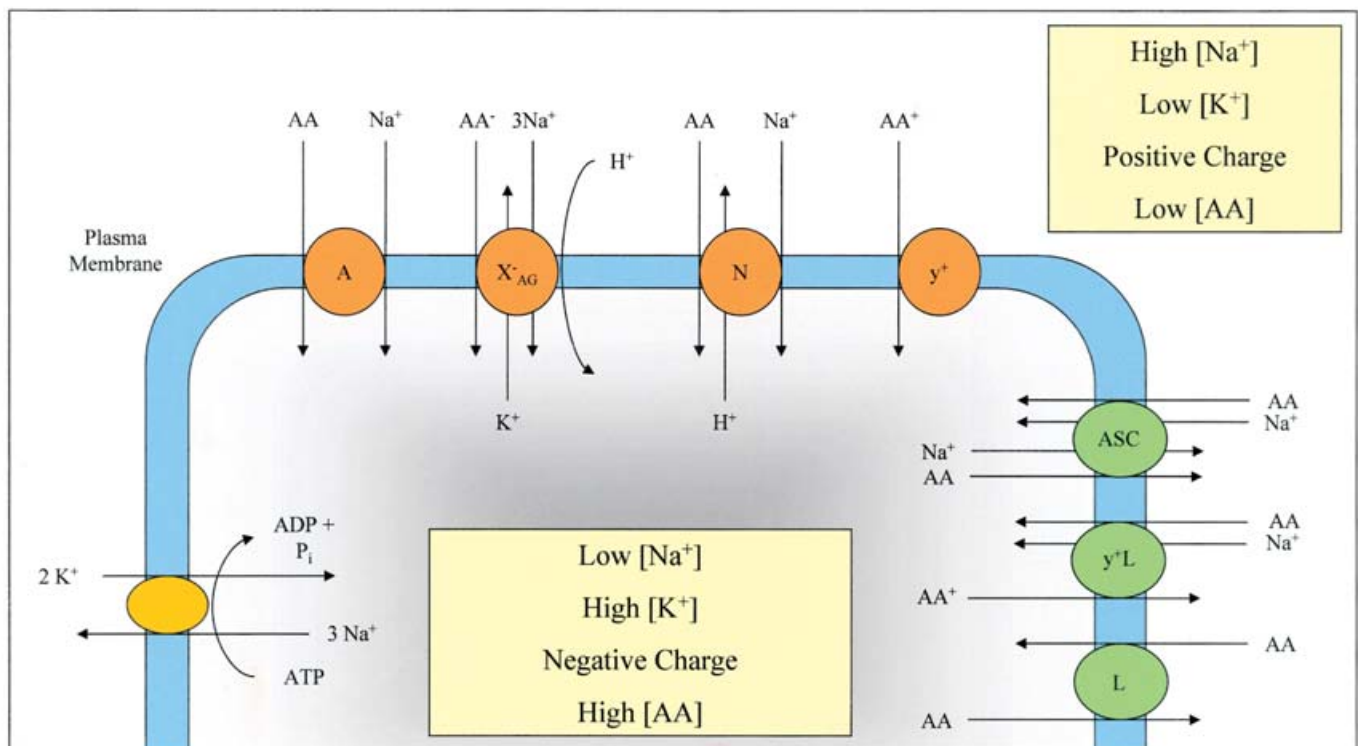 High [Na⁺]
Low [K⁺]
Positive Charge
Low [AA]
AA Na⁺ AA⁻ 3Na⁺ AA Na⁺ AA⁺
H⁺
Plasma
Membrane
A X⁻AG N y⁺
K⁺ H⁺
AA
Na⁺
ASC
Na⁺
AA
AA
Na⁺
y⁺L
AA⁺
AA
L
AA
ADP +
Pi
2 K⁺
3 Na⁺
ATP
Low [Na⁺]
High [K⁺]
Negative Charge
High [AA]